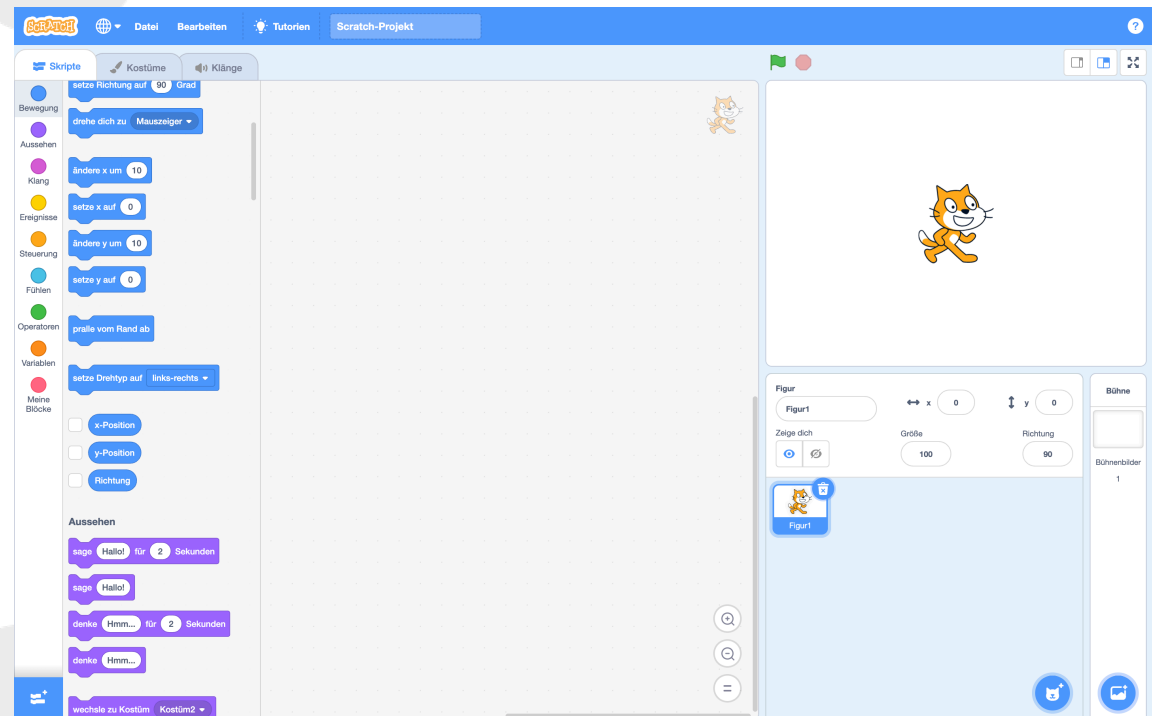 SCRATCH
Datei
Bearbeiten
Tutorien
Scratch-Projekt
?
Skripte
Kostüme
Klänge
Bewegung
Aussehen
Klang
Ereignisse
Steuerung
Fühlen
Operatoren
Variablen
Meine
Blöcke
setze Richtung auf 90 Grad
drehe dich zu Mauszeiger
ändere x um 10
setze x auf 0
ändere y um 10
setze y auf 0
pralle vom Rand ab
setze Drehtyp auf links-rechts
x-Position
y-Position
Richtung
Aussehen
sage Hallo! für 2 Sekunden
sage Hallo!
denke Hmm... für 2 Sekunden
denke Hmm...
wechsle zu Kostüm Kostüm2
Figur
Figur1
x 0
y 0
Zeige dich
Größe
100
Richtung
90
Figur1
Bühne
Bühnenbilder
1